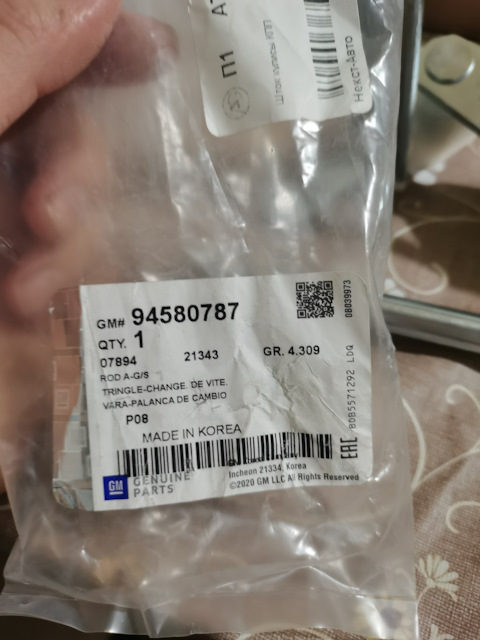 П1
Некст-Авто
GM# 94580787
QTY. 1
07894 21343 GR. 4.309
ROD A-G/S
TRINGLE-CHANGE. DE VITE.
VARA-PALANCA DE CAMBIO
P08
MADE IN KOREA
GM
GENUINE
PARTS
Incheon 21334, Korea
©2020 GM LLC All Rights Reserved
08039973
EAC 80B5571292 LDQ